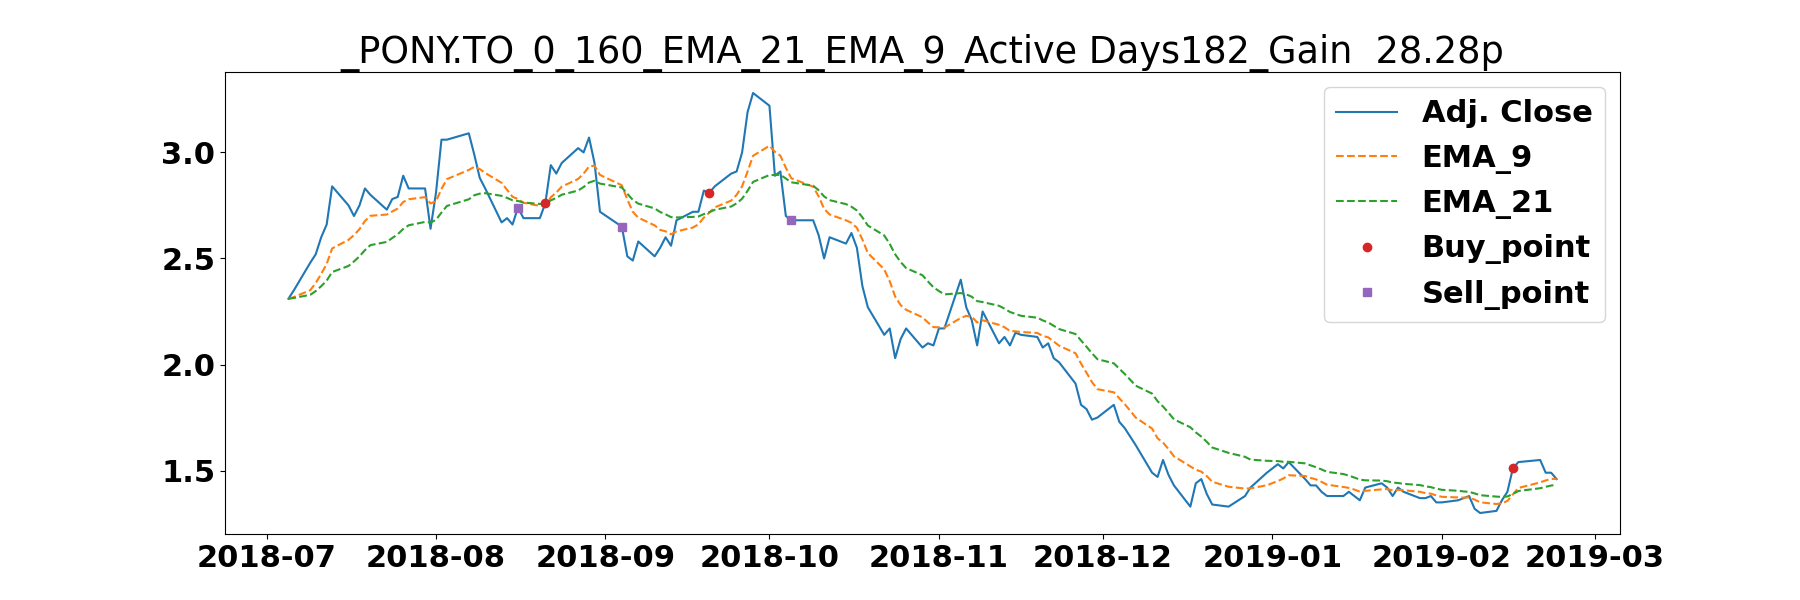 _PONY.TO_0_160_EMA_21_EMA_9_Active Days182_Gain  28.28p
Adj. Close
EMA_9
EMA_21
Buy_point
Sell_point
3.0
2.5
2.0
1.5
2018-07 2018-08 2018-09 2018-10 2018-11 2018-12 2019-01 2019-02 2019-03